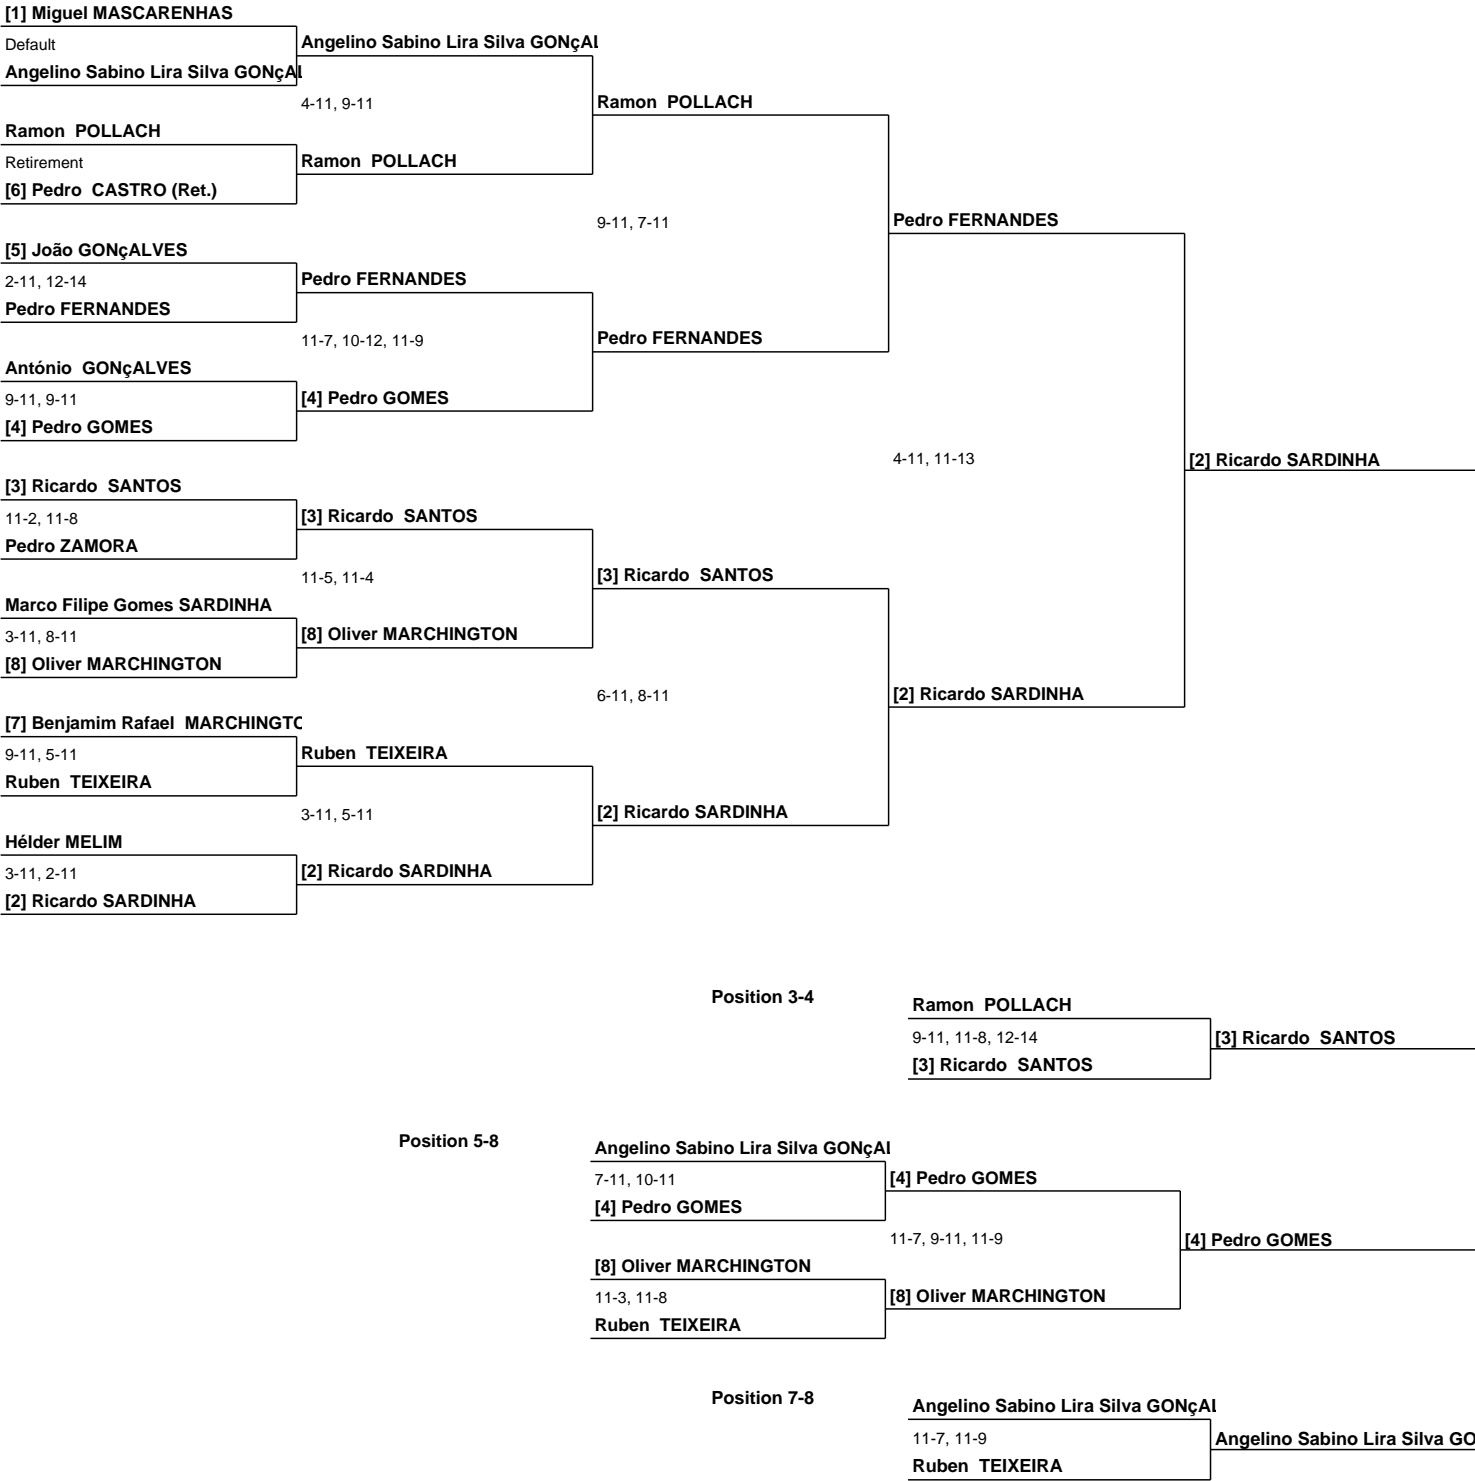 [1] Miguel MASCARENHAS
Default
Angelino Sabino Lira Silva GONçAL
Angelino Sabino Lira Silva GONçAL
4-11, 9-11
Ramon POLLACH
Ramon POLLACH
Retirement
Ramon POLLACH
[6] Pedro CASTRO (Ret.)
9-11, 7-11
Pedro FERNANDES
[5] João GONçALVES
2-11, 12-14
Pedro FERNANDES
Pedro FERNANDES
11-7, 10-12, 11-9
Pedro FERNANDES
António GONçALVES
9-11, 9-11
[4] Pedro GOMES
[4] Pedro GOMES
4-11, 11-13
[2] Ricardo SARDINHA
[3] Ricardo SANTOS
11-2, 11-8
[3] Ricardo SANTOS
Pedro ZAMORA
11-5, 11-4
[3] Ricardo SANTOS
Marco Filipe Gomes SARDINHA
3-11, 8-11
[8] Oliver MARCHINGTON
[8] Oliver MARCHINGTON
6-11, 8-11
[2] Ricardo SARDINHA
[7] Benjamim Rafael MARCHINGTO
9-11, 5-11
Ruben TEIXEIRA
Ruben TEIXEIRA
3-11, 5-11
[2] Ricardo SARDINHA
Hélder MELIM
3-11, 2-11
[2] Ricardo SARDINHA
[2] Ricardo SARDINHA
Position 3-4
Ramon POLLACH
9-11, 11-8, 12-14
[3] Ricardo SANTOS
[3] Ricardo SANTOS
Position 5-8
Angelino Sabino Lira Silva GONçAL
7-11, 10-11
[4] Pedro GOMES
[4] Pedro GOMES
11-7, 9-11, 11-9
[4] Pedro GOMES
[8] Oliver MARCHINGTON
11-3, 11-8
[8] Oliver MARCHINGTON
Ruben TEIXEIRA
Position 7-8
Angelino Sabino Lira Silva GONçAL
11-7, 11-9
Angelino Sabino Lira Silva GO
Ruben TEIXEIRA